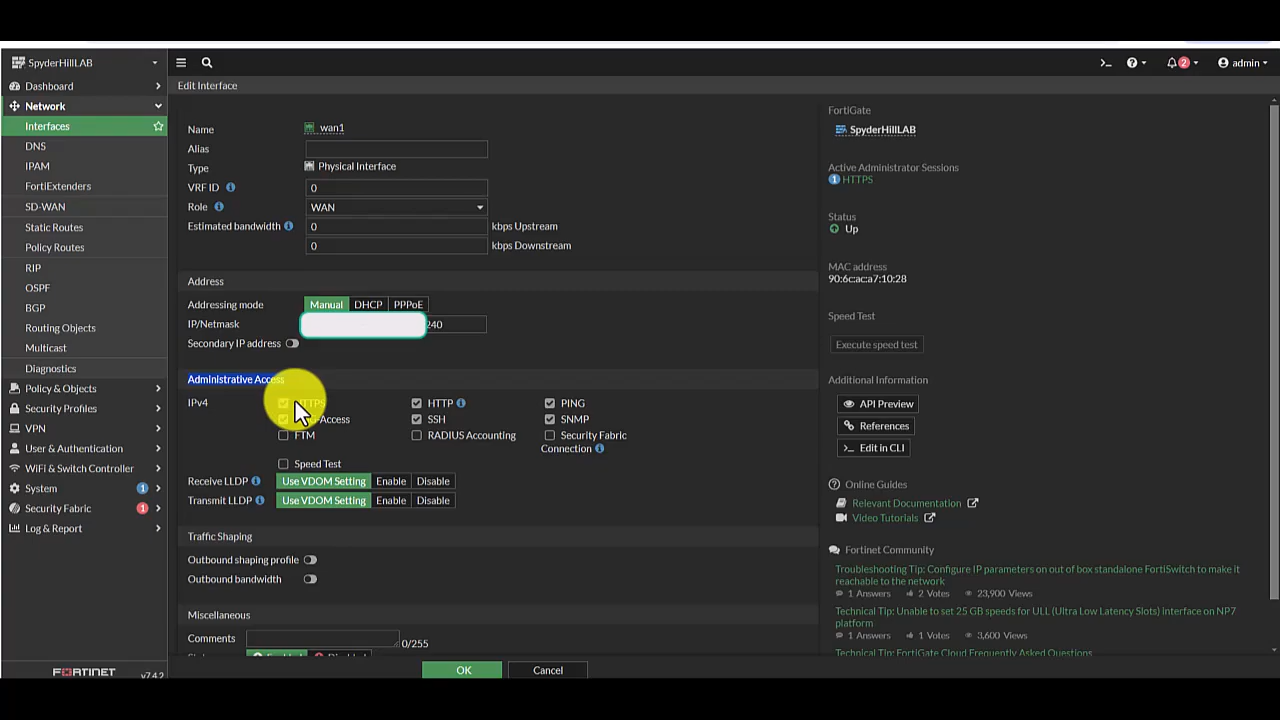 SpyderHillLAB
admin
2
Dashboard
Network
Interfaces
DNS
IPAM
FortiExtenders
SD-WAN
Static Routes
Policy Routes
RIP
OSPF
BGP
Routing Objects
Multicast
Diagnostics
Policy & Objects
Security Profiles
VPN
User & Authentication
WiFi & Switch Controller
System 1
Security Fabric 1
Log & Report
FORTINET v7.4.2
Edit Interface
Name wan1
Alias
Type Physical Interface
VRF ID 0
Role WAN
Estimated bandwidth 0 kbps Upstream
0 kbps Downstream
Address
Addressing mode Manual DHCP PPPoE
IP/Netmask 240
Secondary IP address
Administrative Access
IPv4 HTTPS HTTP PING
Access SSH SNMP
FTM RADIUS Accounting Security Fabric
Connection
Speed Test
Receive LLDP Use VDOM Setting Enable Disable
Transmit LLDP Use VDOM Setting Enable Disable
Traffic Shaping
Outbound shaping profile
Outbound bandwidth
Miscellaneous
Comments 0/255
OK Cancel
FortiGate
SpyderHillLAB
Active Administrator Sessions
1 HTTPS
Status
Up
MAC address
90:6c:ac:a7:10:28
Speed Test
Execute speed test
Additional Information
API Preview
References
>_ Edit in CLI
Online Guides
Relevant Documentation
Video Tutorials
Fortinet Community
Troubleshooting Tip: Configure IP parameters on out of box standalone FortiSwitch to make it
reachable to the network
1 Answers 2 Votes 23,900 Views
Technical Tip: Unable to set 25 GB speeds for ULL (Ultra Low Latency Slots) interface on NP7
platform
1 Answers 1 Votes 3,600 Views
Technical Tip: FortiGate Cloud Frequently Asked Questions